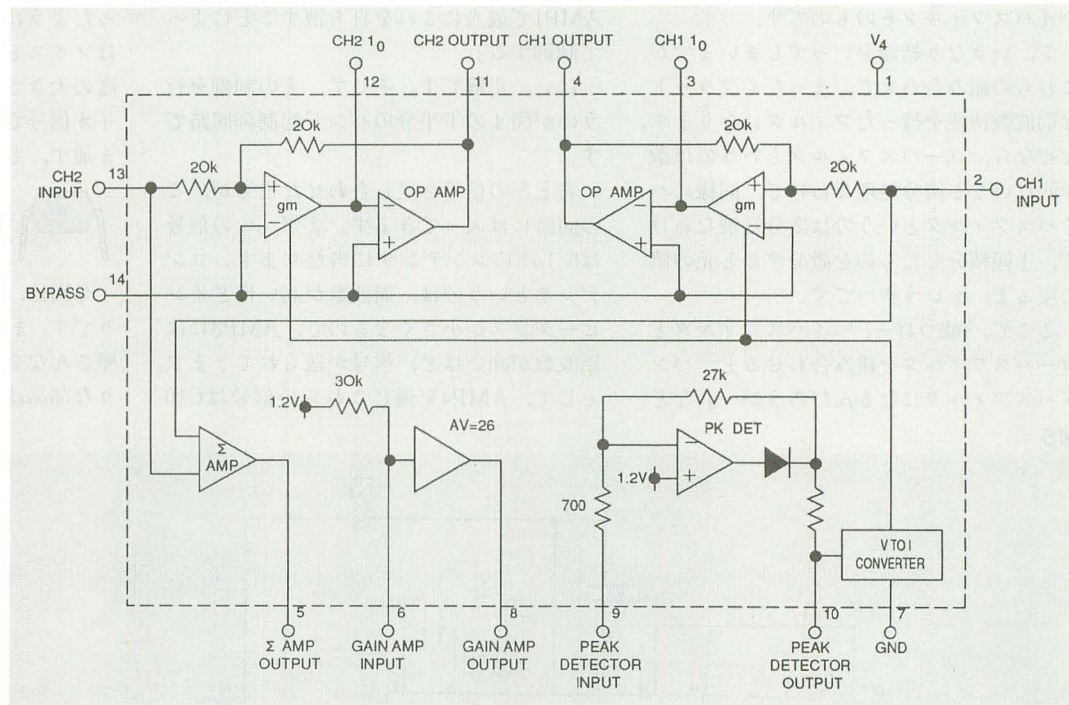 CH2 1₀
CH2 OUTPUT
CH1 OUTPUT
CH1 1₀
V₄
12
11
4
3
1
20k
20k
CH2
INPUT
13
20k
20k
2
CH1
INPUT
gm
OP AMP
OP AMP
gm
14
BYPASS
30k
1.2V
AV=26
27k
PK DET
Σ
AMP
1.2V
700
V TO I
CONVERTER
5
6
8
9
10
7
Σ AMP
OUTPUT
GAIN AMP
INPUT
GAIN AMP
OUTPUT
PEAK
DETECTOR
INPUT
PEAK
DETECTOR
OUTPUT
GND